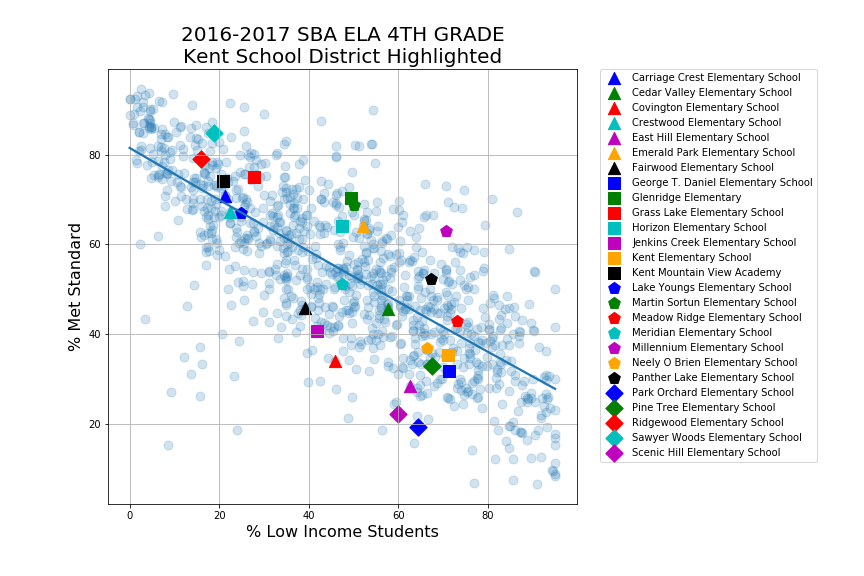 2016-2017 SBA ELA 4TH GRADE
Kent School District Highlighted
% Met Standard
80
60
40
20
0
20
40
60
80
% Low Income Students
Carriage Crest Elementary School
Cedar Valley Elementary School
Covington Elementary School
Crestwood Elementary School
East Hill Elementary School
Emerald Park Elementary School
Fairwood Elementary School
George T. Daniel Elementary School
Glenridge Elementary
Grass Lake Elementary School
Horizon Elementary School
Jenkins Creek Elementary School
Kent Elementary School
Kent Mountain View Academy
Lake Youngs Elementary School
Martin Sortun Elementary School
Meadow Ridge Elementary School
Meridian Elementary School
Millennium Elementary School
Neely O Brien Elementary School
Panther Lake Elementary School
Park Orchard Elementary School
Pine Tree Elementary School
Ridgewood Elementary School
Sawyer Woods Elementary School
Scenic Hill Elementary School